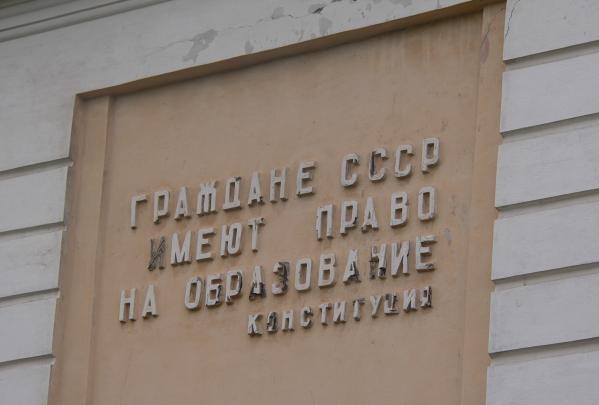 ГРАЖДАНЕ СССР
ИМЕЮТ ПРАВО
НА ОБРАЗОВАНИЕ
КОНСТИТУЦИЯ